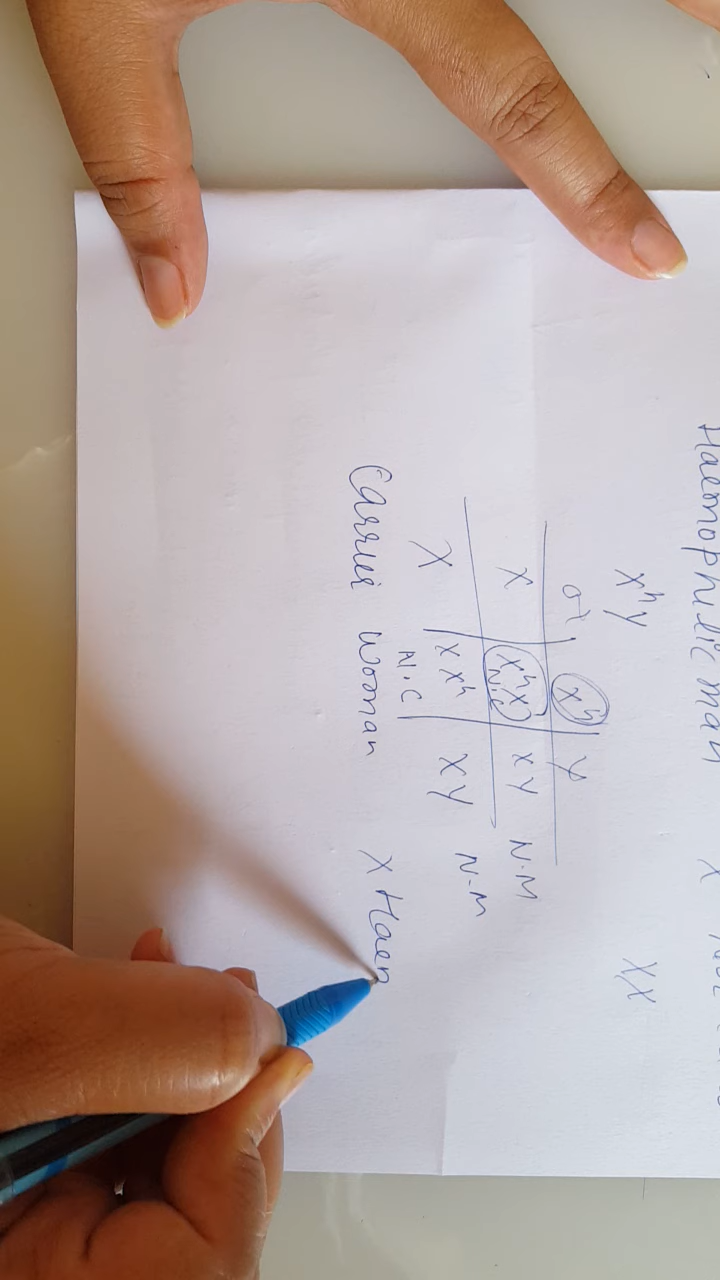 Haemophilic man X
XʰY XX
♂ Xʰ Y
X XʰX N.C XY N.M
X XXʰ N.C XY N.M
Carrier Woman X Haem